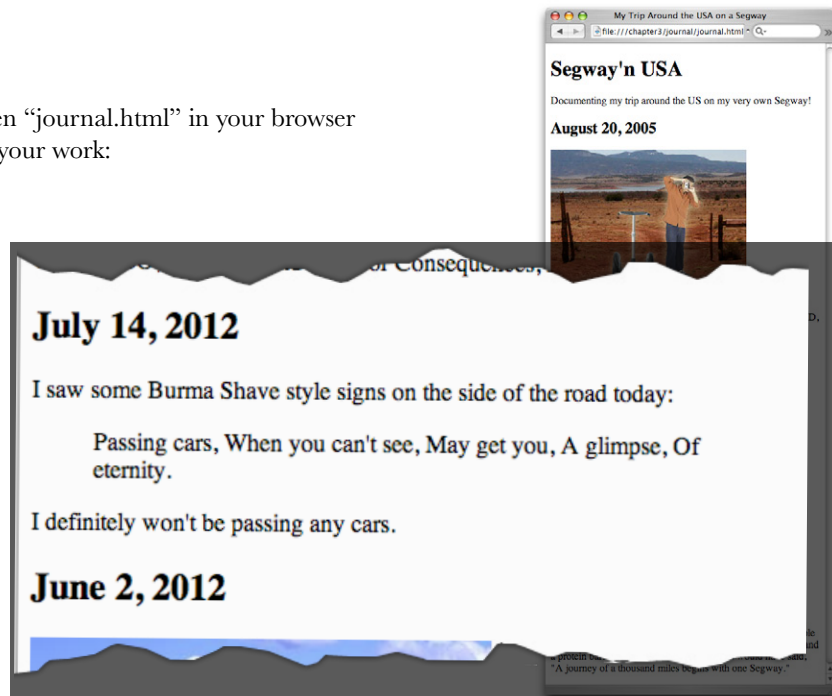 My Trip Around the USA on a Segway
file:///chapter3/journal/journal.html
Segway'n USA
Documenting my trip around the US on my very own Segway!
August 20, 2005
“journal.html” in your browser
your work:
Consequences,
July 14, 2012
I saw some Burma Shave style signs on the side of the road today:
Passing cars, When you can't see, May get you, A glimpse, Of
eternity.
I definitely won't be passing any cars.
June 2, 2012
"A journey of a thousand miles begins with one Segway."